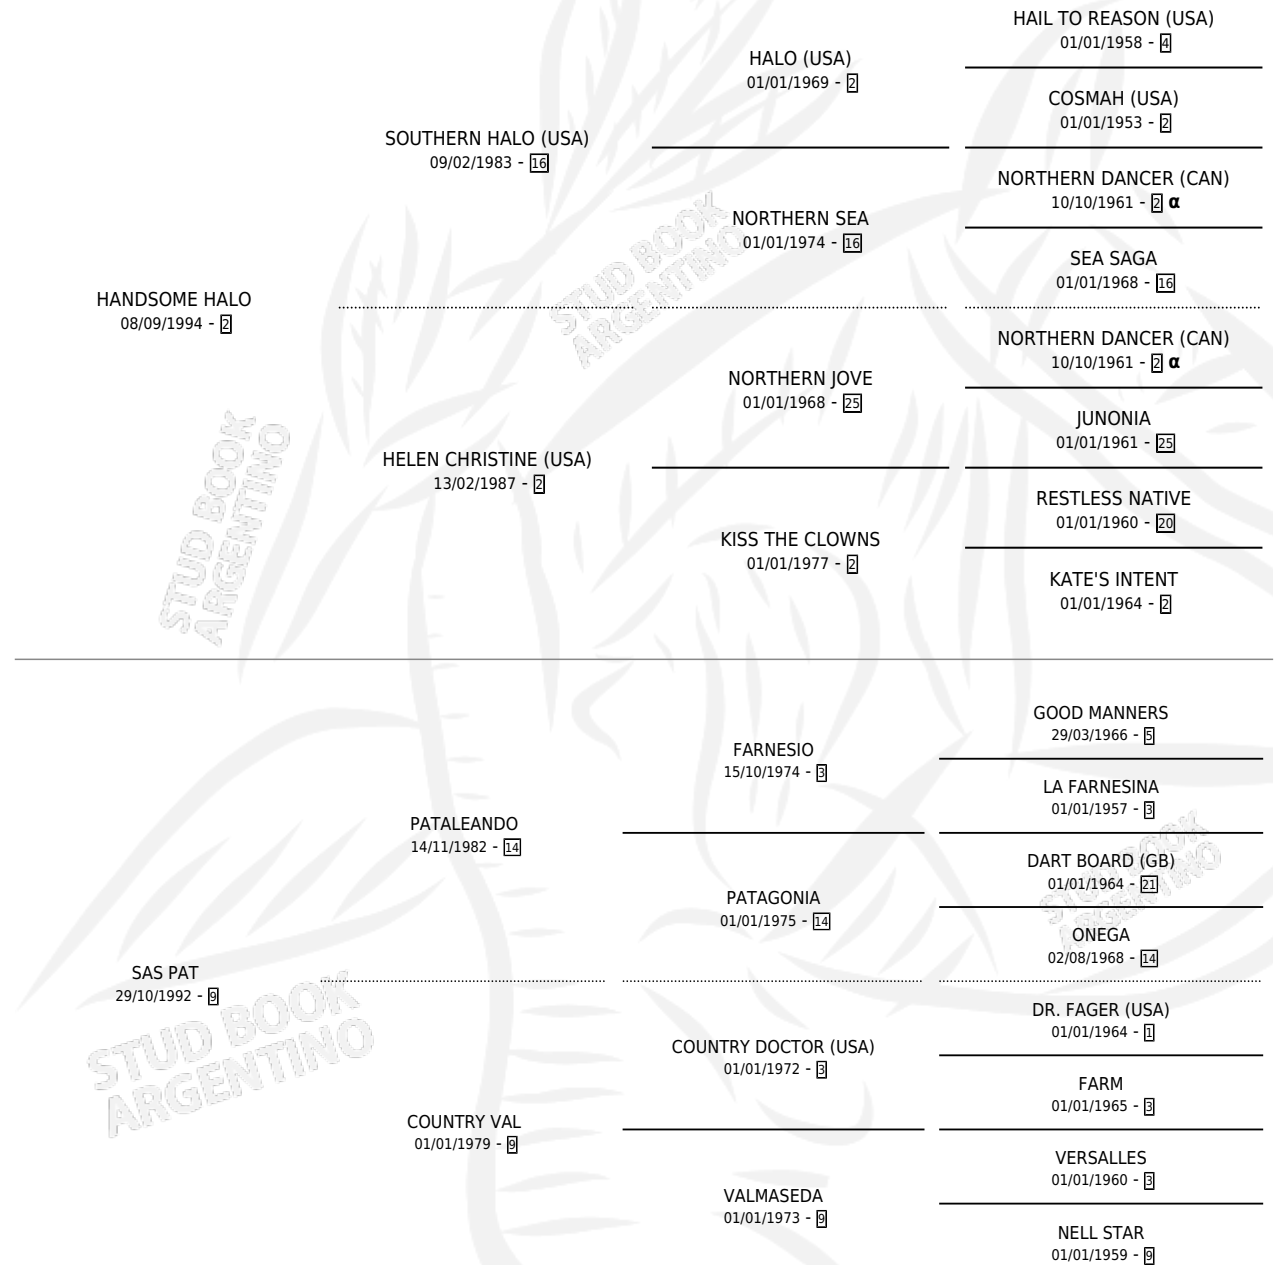 HAIL TO REASON (USA)
01/01/1958 - 4
HALO (USA)
01/01/1969 - 2
COSMAH (USA)
01/01/1953 - 2
SOUTHERN HALO (USA)
09/02/1983 - 16
NORTHERN DANCER (CAN)
10/10/1961 - 2 α
NORTHERN SEA
01/01/1974 - 16
SEA SAGA
01/01/1968 - 16
HANDSOME HALO
08/09/1994 - 2
NORTHERN DANCER (CAN)
10/10/1961 - 2 α
NORTHERN JOVE
01/01/1968 - 25
JUNONIA
01/01/1961 - 25
HELEN CHRISTINE (USA)
13/02/1987 - 2
RESTLESS NATIVE
01/01/1960 - 20
KISS THE CLOWNS
01/01/1977 - 2
KATE'S INTENT
01/01/1964 - 2
STUD BOOK
ARGENTINO
STUD BOOK
ARGENTINO
GOOD MANNERS
29/03/1966 - 5
FARNESIO
15/10/1974 - 3
LA FARNESINA
01/01/1957 - 3
PATALEANDO
14/11/1982 - 14
DART BOARD (GB)
01/01/1964 - 21
PATAGONIA
01/01/1975 - 14
ONEGA
02/08/1968 - 14
SAS PAT
29/10/1992 - 9
DR. FAGER (USA)
01/01/1964 - 1
COUNTRY DOCTOR (USA)
01/01/1972 - 3
FARM
01/01/1965 - 3
COUNTRY VAL
01/01/1979 - 9
VERSALLES
01/01/1960 - 3
VALMASEDA
01/01/1973 - 9
NELL STAR
01/01/1959 - 9
STUD BOOK
ARGENTINO
STUD BOOK
ARGENTINO